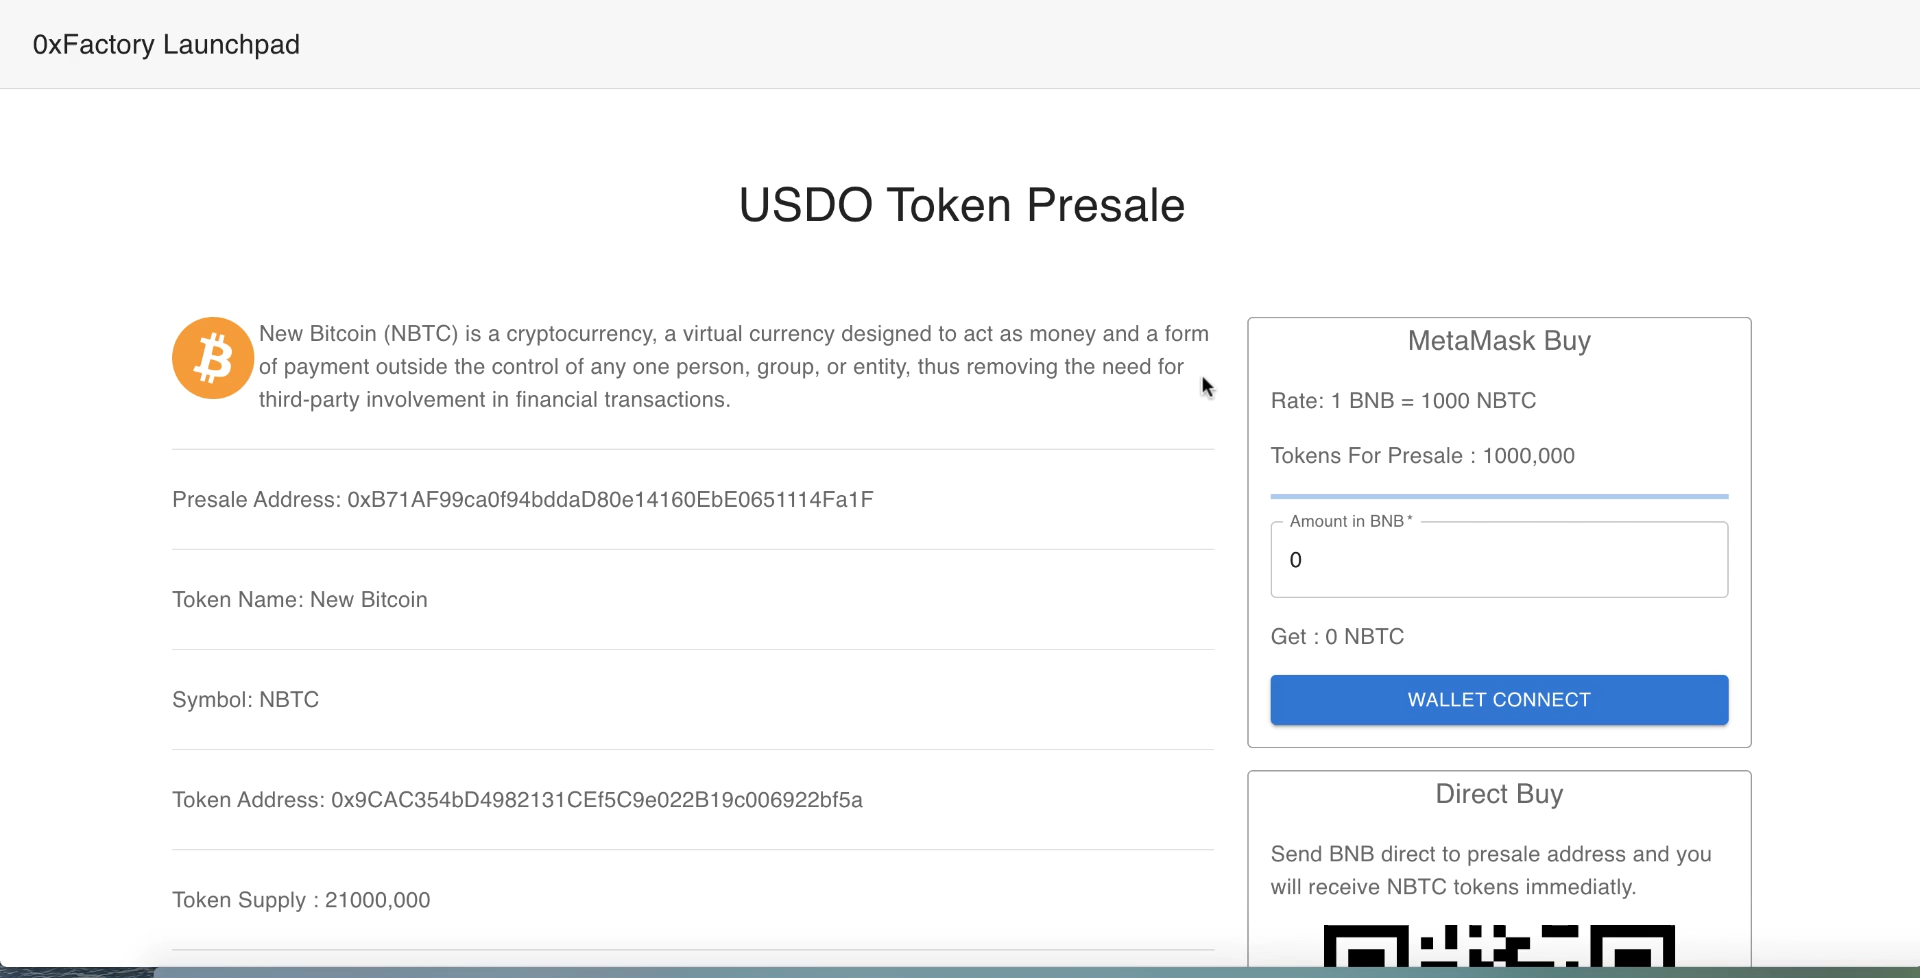 0xFactory Launchpad
USDO Token Presale
New Bitcoin (NBTC) is a cryptocurrency, a virtual currency designed to act as money and a form
of payment outside the control of any one person, group, or entity, thus removing the need for
third-party involvement in financial transactions.
Presale Address: 0xB71AF99ca0f94bddaD80e14160EbE0651114Fa1F
Token Name: New Bitcoin
Symbol: NBTC
Token Address: 0x9CAC354bD4982131CEf5C9e022B19c006922bf5a
Token Supply : 21000,000
MetaMask Buy
Rate: 1 BNB = 1000 NBTC
Tokens For Presale : 1000,000
Amount in BNB *
0
Get : 0 NBTC
WALLET CONNECT
Direct Buy
Send BNB direct to presale address and you
will receive NBTC tokens immediatly.